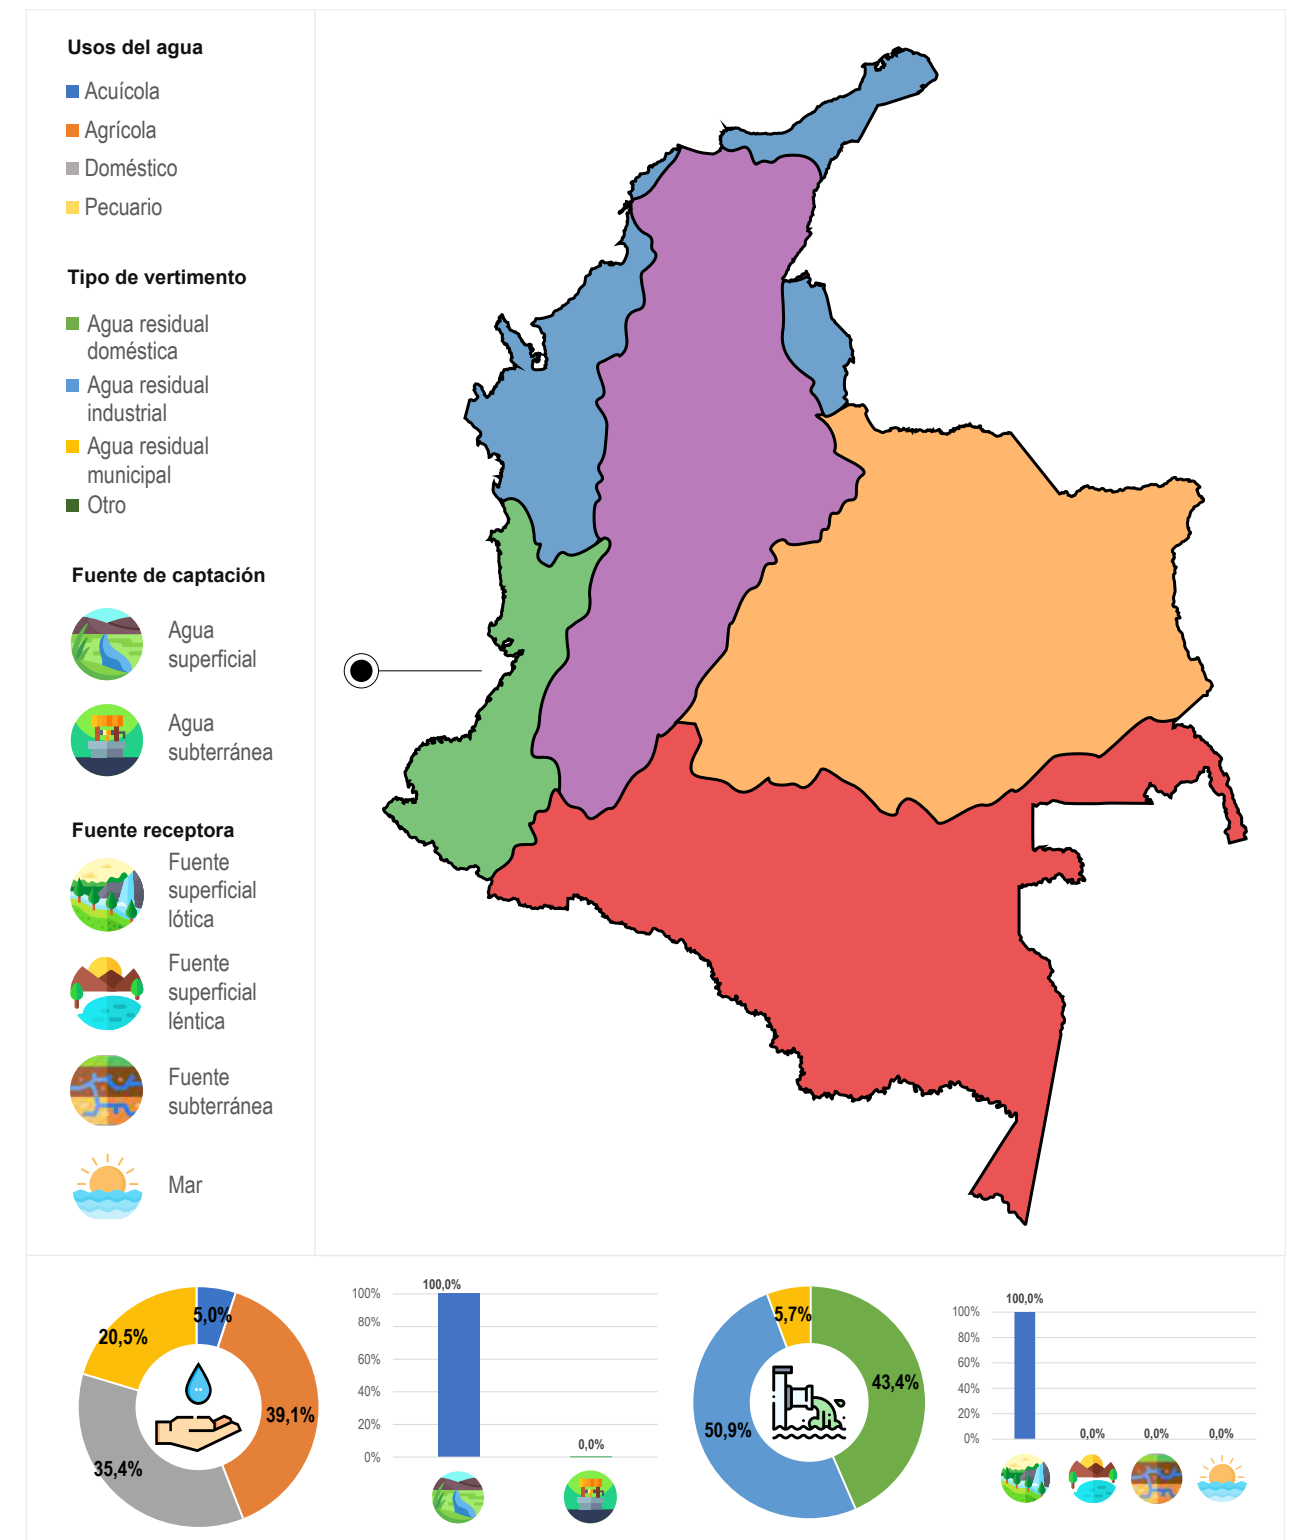 Usos del agua
Acuícola
Agrícola
Doméstico
Pecuario
Tipo de vertimento
Agua residual
doméstica
Agua residual
industrial
Agua residual
municipal
Otro
Fuente de captación
Agua
superficial
Agua
subterránea
Fuente receptora
Fuente
superficial
lótica
Fuente
superficial
léntica
Fuente
subterránea
Mar
5,0%
20,5%
39,1%
35,4%
100,0%
100%
80%
60%
40%
20%
0%
0,0%
5,7%
43,4%
50,9%
100,0%
100%
80%
60%
40%
20%
0%
0,0%
0,0%
0,0%